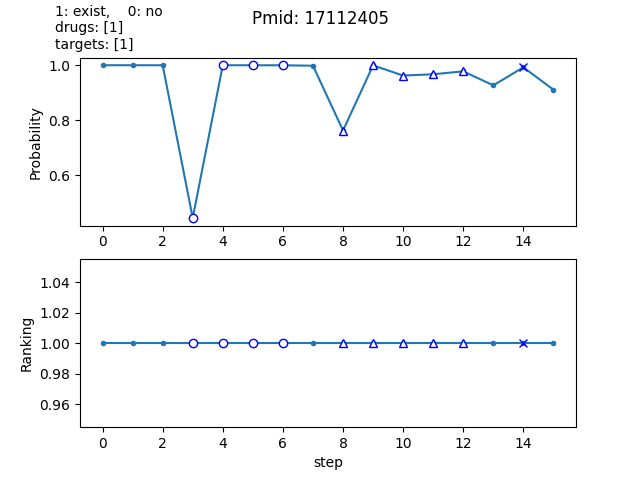 1: exist,    0: no
drugs: [1]
targets: [1]
Pmid: 17112405
Probability
1.0
0.8
0.6
0 2 4 6 8 10 12 14
Ranking
1.04
1.02
1.00
0.98
0.96
0 2 4 6 8 10 12 14
step